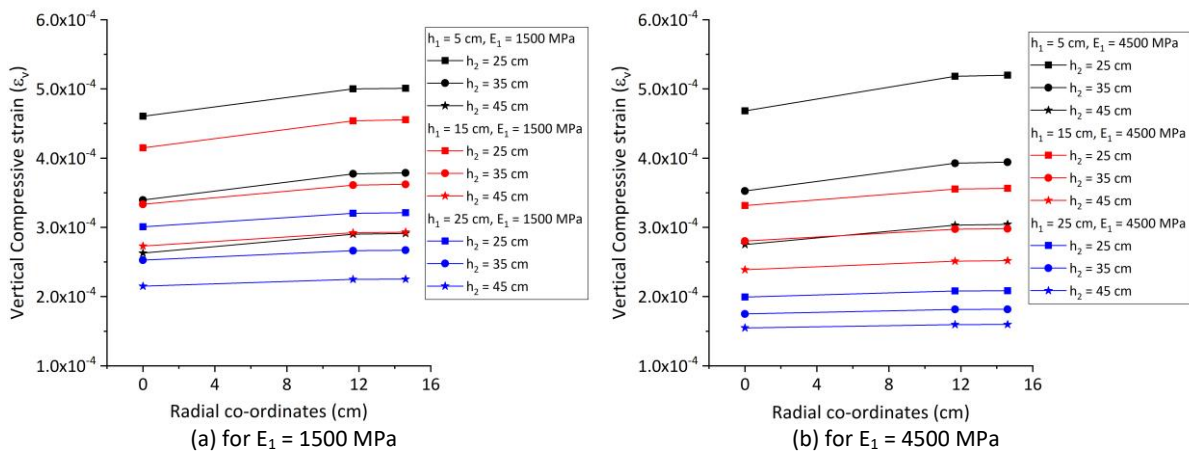 6.0x10⁻⁴
5.0x10⁻⁴
4.0x10⁻⁴
3.0x10⁻⁴
2.0x10⁻⁴
1.0x10⁻⁴
Vertical Compressive strain (εᵥ)
0 4 8 12 16
Radial co-ordinates (cm)
h₁ = 5 cm, E₁ = 1500 MPa
h₂ = 25 cm
h₂ = 35 cm
h₂ = 45 cm
h₁ = 15 cm, E₁ = 1500 MPa
h₂ = 25 cm
h₂ = 35 cm
h₂ = 45 cm
h₁ = 25 cm, E₁ = 1500 MPa
h₂ = 25 cm
h₂ = 35 cm
h₂ = 45 cm
(a) for E₁ = 1500 MPa
6.0x10⁻⁴
5.0x10⁻⁴
4.0x10⁻⁴
3.0x10⁻⁴
2.0x10⁻⁴
1.0x10⁻⁴
Vertical Compressive strain (εᵥ)
0 4 8 12 16
Radial co-ordinates (cm)
h₁ = 5 cm, E₁ = 4500 MPa
h₂ = 25 cm
h₂ = 35 cm
h₂ = 45 cm
h₁ = 15 cm, E₁ = 4500 MPa
h₂ = 25 cm
h₂ = 35 cm
h₂ = 45 cm
h₁ = 25 cm, E₁ = 4500 MPa
h₂ = 25 cm
h₂ = 35 cm
h₂ = 45 cm
(b) for E₁ = 4500 MPa